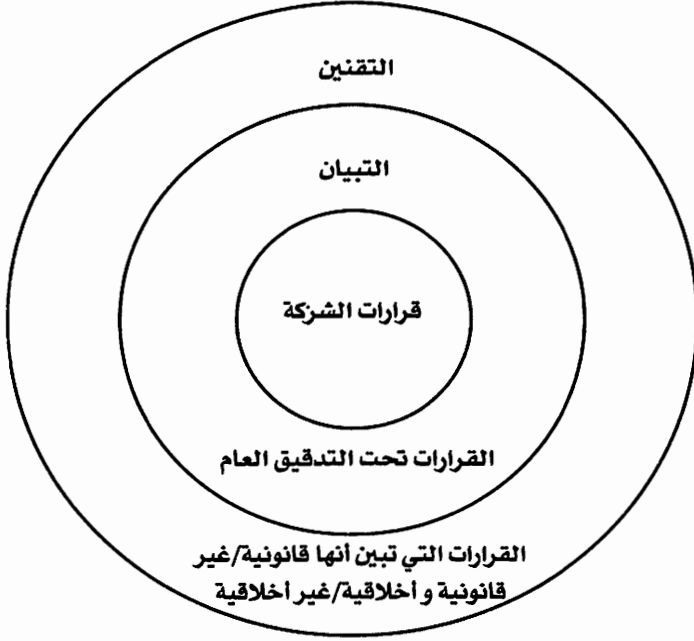 التقنين
التبيان
قرارات الشركة
القرارات تحت التدقيق العام
القرارات التي تبين أنها قانونية/غير
قانونية و أخلاقية/غير أخلاقية